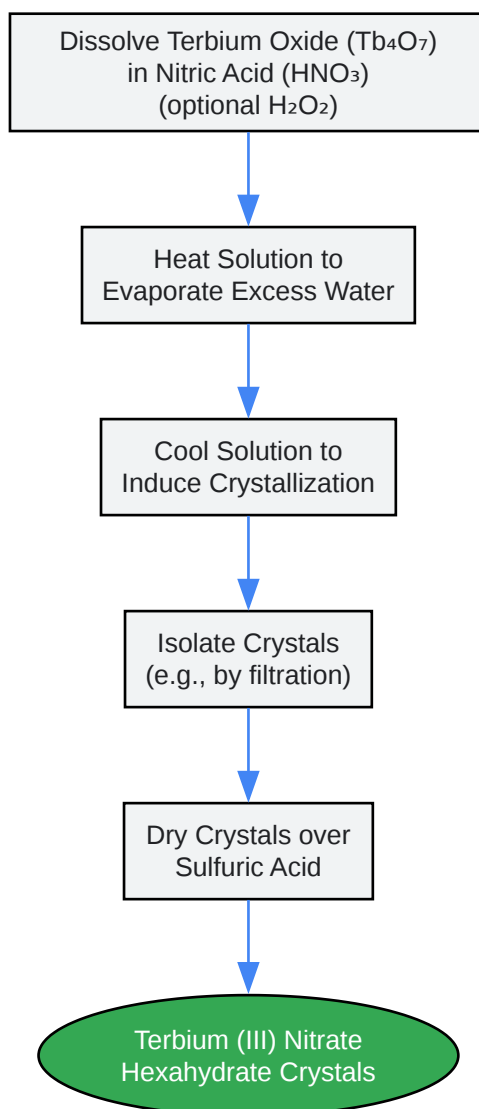 Dissolve Terbium Oxide (Tb₄O₇)
in Nitric Acid (HNO₃)
(optional H₂O₂)
Heat Solution to
Evaporate Excess Water
Cool Solution to
Induce Crystallization
Isolate Crystals
(e.g., by filtration)
Dry Crystals over
Sulfuric Acid
Terbium (III) Nitrate
Hexahydrate Crystals